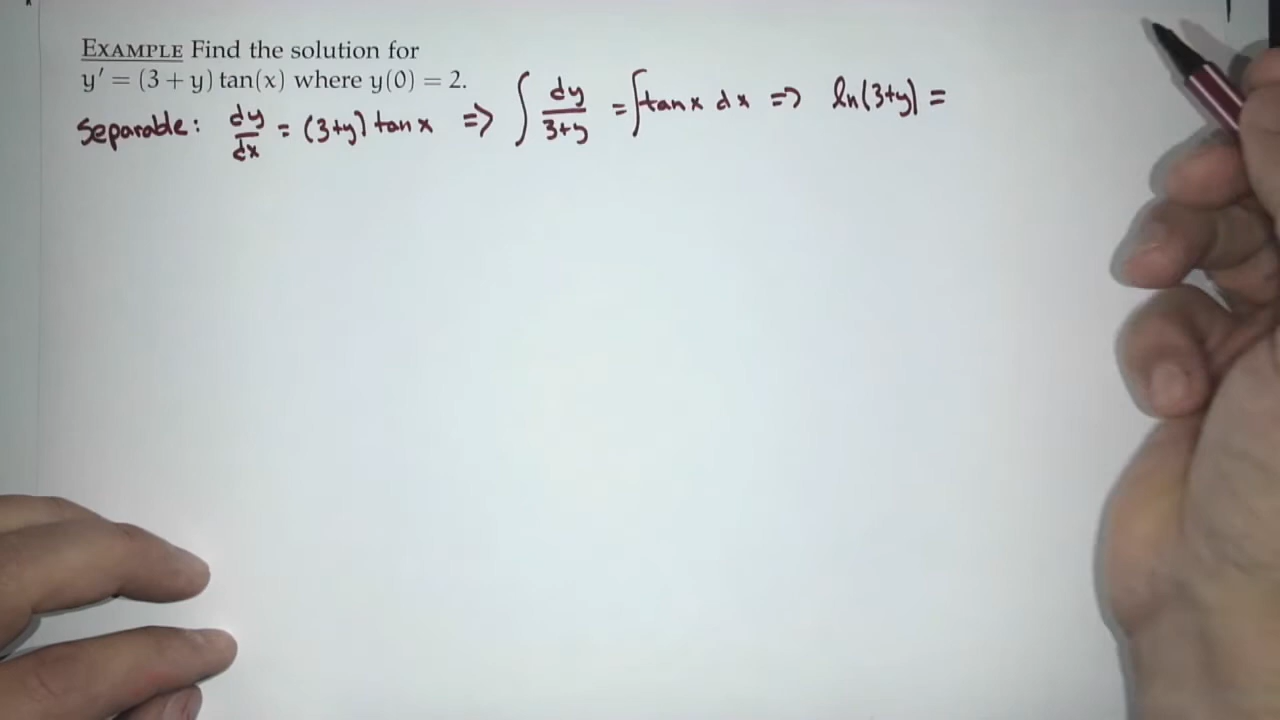 EXAMPLE Find the solution for
y′ = (3 + y) tan(x) where y(0) = 2.
Separable: dy/dx = (3+y) tan x => ∫ dy/3+y = ∫ tan x dx => ln|3+y| =